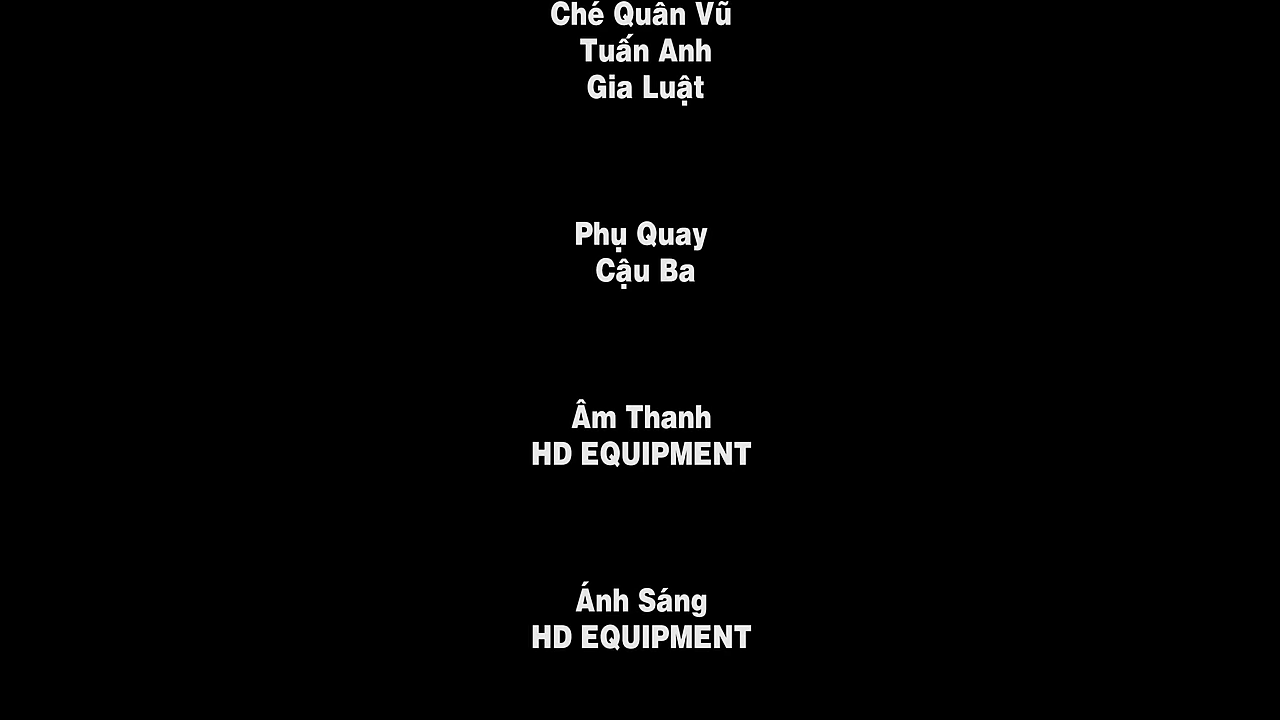 Ché Quân Vũ
Tuấn Anh
Gia Luật
Phụ Quay
Cậu Ba
Âm Thanh
HD EQUIPMENT
Ánh Sáng
HD EQUIPMENT